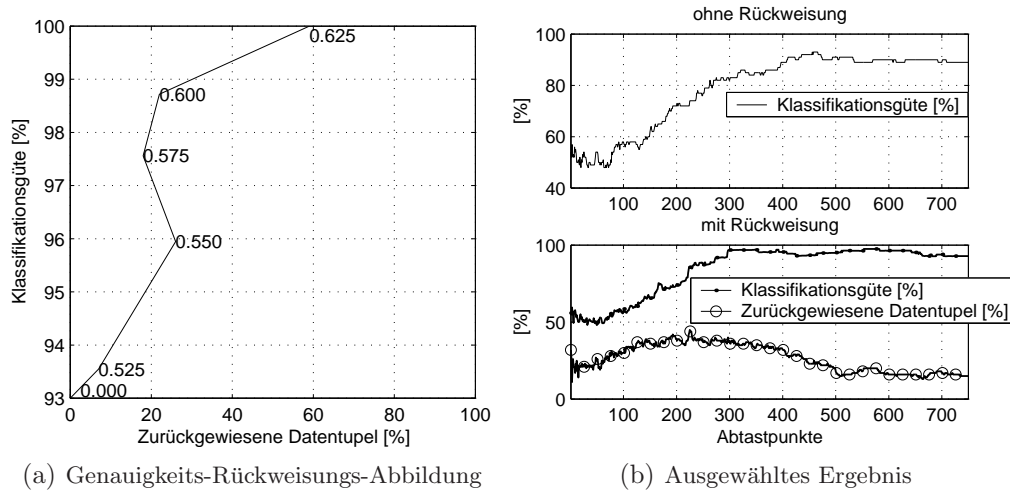 100
99
98
97
96
95
94
93
0
20
40
60
80
100
Klassifikationsgüte [%]
Zurückgewiesene Datentupel [%]
0.625
0.600
0.575
0.550
0.525
0.000
(a) Genauigkeits-Rückweisungs-Abbildung
ohne Rückweisung
100
80
60
40
[%]
Klassifikationsgüte [%]
100 200 300 400 500 600 700
mit Rückweisung
100
50
0
[%]
Klassifikationsgüte [%]
Zurückgewiesene Datentupel [%]
100 200 300 400 500 600 700
Abtastpunkte
(b) Ausgewähltes Ergebnis